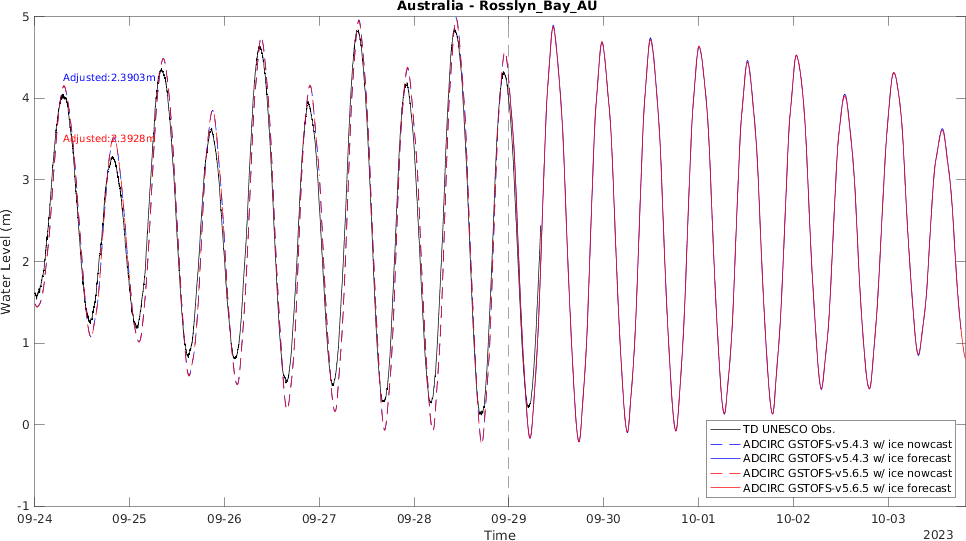 Australia - Rosslyn_Bay_AU
5
4
3
2
1
0
-1
Water Level (m)
Adjusted:2.3903m
Adjusted:2.3928m
TD UNESCO Obs.
ADCIRC GSTOFS-v5.4.3 w/ ice nowcast
ADCIRC GSTOFS-v5.4.3 w/ ice forecast
ADCIRC GSTOFS-v5.6.5 w/ ice nowcast
ADCIRC GSTOFS-v5.6.5 w/ ice forecast
09-24 09-25 09-26 09-27 09-28 09-29 09-30 10-01 10-02 10-03
Time
2023